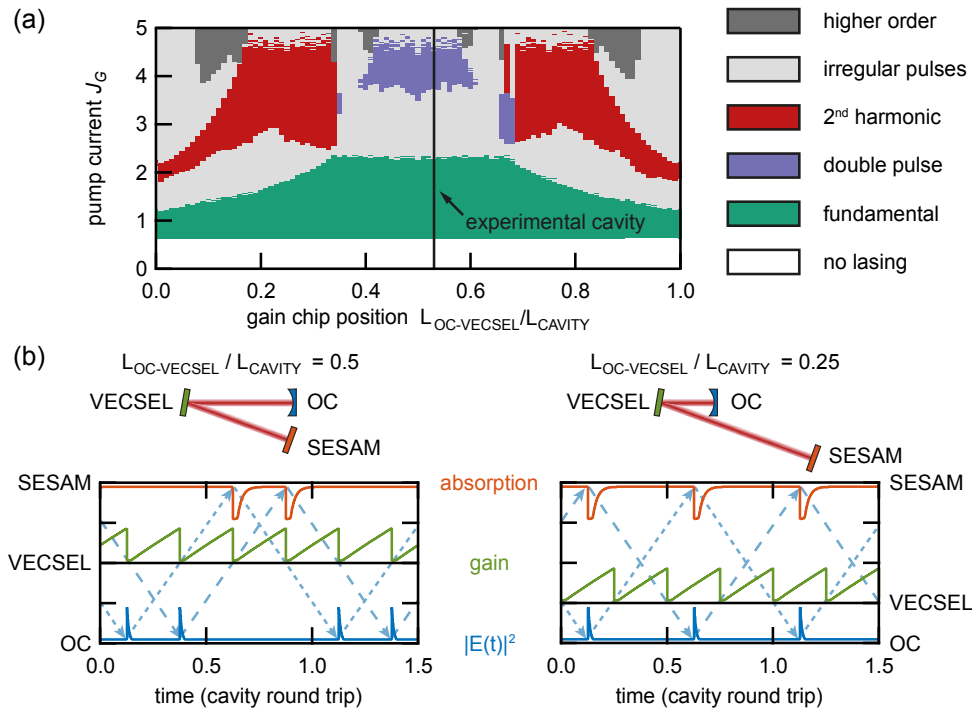 (a)
pump current J_G
5
4
3
2
1
0
0.0 0.2 0.4 0.6 0.8 1.0
gain chip position L_OC-VECSEL/L_CAVITY
experimental cavity
higher order
irregular pulses
2nd harmonic
double pulse
fundamental
no lasing
(b)
L_OC-VECSEL / L_CAVITY = 0.5
VECSEL
OC
SESAM
L_OC-VECSEL / L_CAVITY = 0.25
VECSEL
OC
SESAM
SESAM
VECSEL
OC
0.0 0.5 1.0 1.5
time (cavity round trip)
absorption
gain
|E(t)|²
SESAM
VECSEL
OC
0.0 0.5 1.0 1.5
time (cavity round trip)